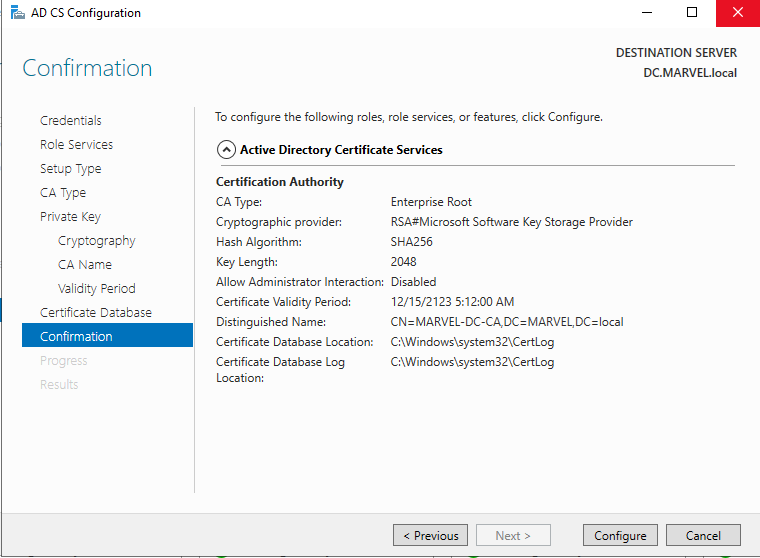 AD CS Configuration
Confirmation
DESTINATION SERVER
DC.MARVEL.local
Credentials
Role Services
Setup Type
CA Type
Private Key
Cryptography
CA Name
Validity Period
Certificate Database
Confirmation
Progress
Results
To configure the following roles, role services, or features, click Configure.
Active Directory Certificate Services
Certification Authority
CA Type: Enterprise Root
Cryptographic provider: RSA#Microsoft Software Key Storage Provider
Hash Algorithm: SHA256
Key Length: 2048
Allow Administrator Interaction: Disabled
Certificate Validity Period: 12/15/2123 5:12:00 AM
Distinguished Name: CN=MARVEL-DC-CA,DC=MARVEL,DC=local
Certificate Database Location: C:\Windows\system32\CertLog
Certificate Database Log C:\Windows\system32\CertLog
Location:
< Previous
Next >
Configure
Cancel